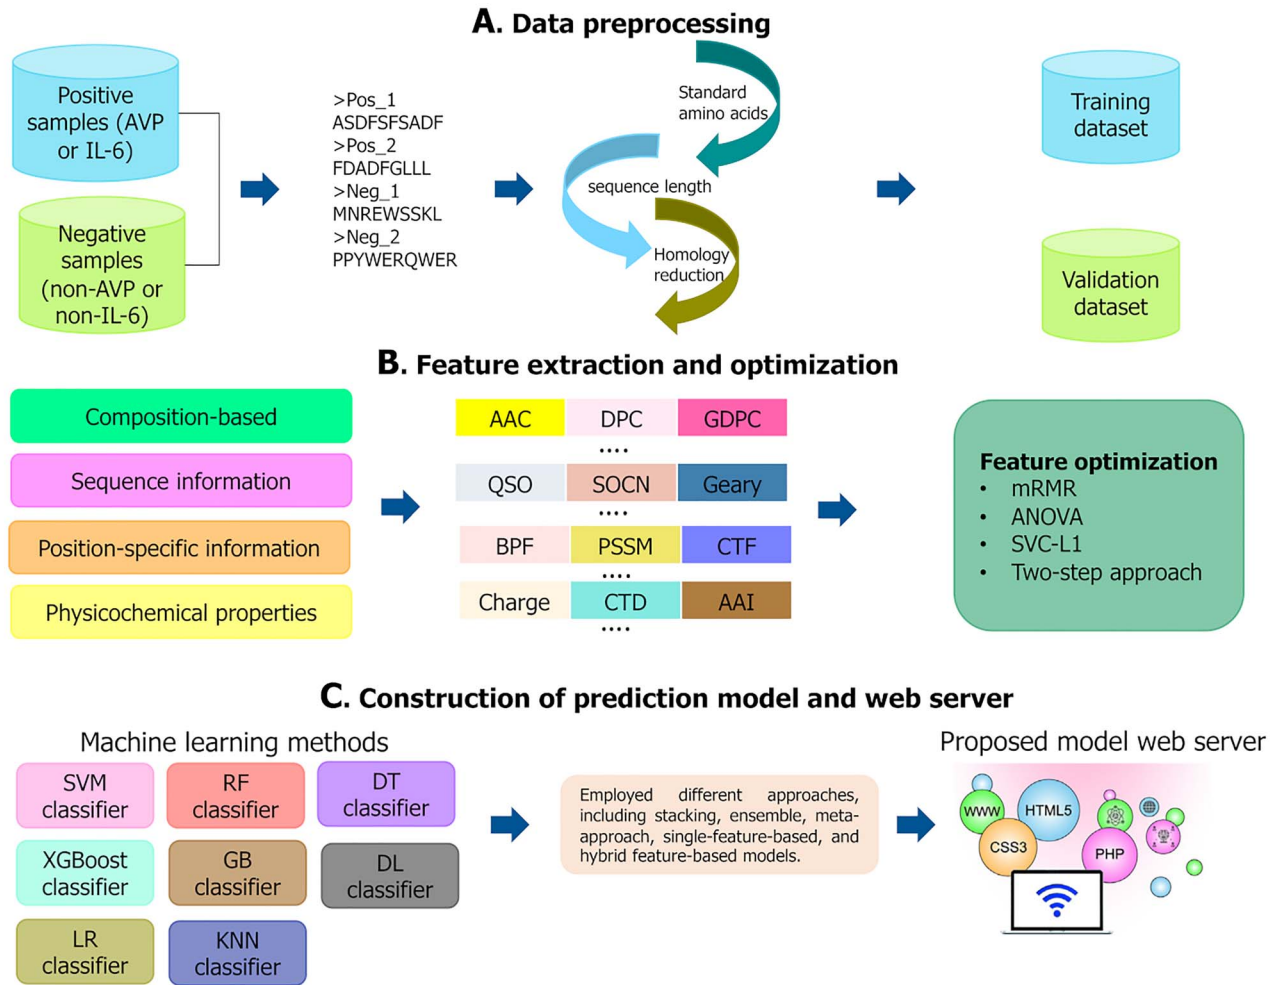 A. Data preprocessing
Positive
samples (AVP
or IL-6)
Negative
samples
(non-AVP or
non-IL-6)
>Pos_1
ASDFSFSADF
>Pos_2
FDADFGLLL
>Neg_1
MNREWSSKL
>Neg_2
PPYWERQWER
Standard
amino acids
sequence length
Homology
reduction
Training
dataset
Validation
dataset
B. Feature extraction and optimization
Composition-based
Sequence information
Position-specific information
Physicochemical properties
AAC DPC GDPC
....
QSO SOCN Geary
....
BPF PSSM CTF
....
Charge CTD AAI
....
Feature optimization
• mRMR
• ANOVA
• SVC-L1
• Two-step approach
C. Construction of prediction model and web server
Machine learning methods
SVM
classifier
RF
classifier
DT
classifier
XGBoost
classifier
GB
classifier
DL
classifier
LR
classifier
KNN
classifier
Employed different approaches,
including stacking, ensemble, meta-
approach, single-feature-based, and
hybrid feature-based models.
Proposed model web server
WWW
HTML5
CSS3
PHP